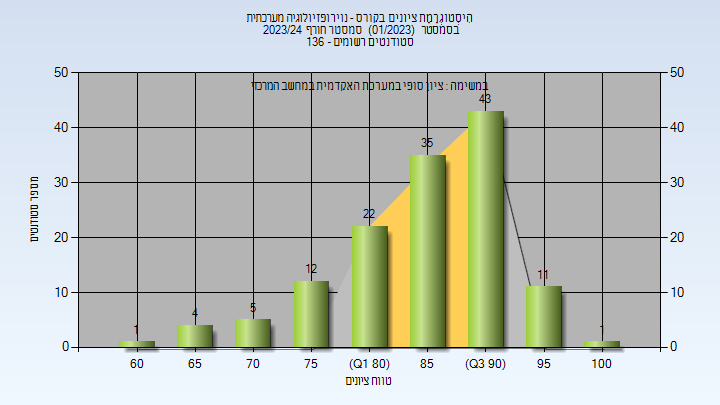 היסטוגרמת ציונים בקורס - נוירופזיולוגיה מערכתית
בסמסטר (01/2023) סמסטר חורף 2023/24
סטודנטים רשומים - 136
במשימה : ציון סופי במערכת האקדמית במחשב המרכזי
50 50
40 40
30 30
20 20
10 10
0 0
1 4 5 12 22 35 43 11 1
מספר סטודנטים
60 65 70 75 (Q1 80) 85 (Q3 90) 95 100
טווח ציונים